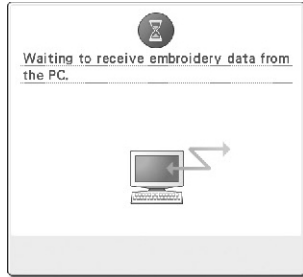 Waiting to receive embroidery data from
the PC.